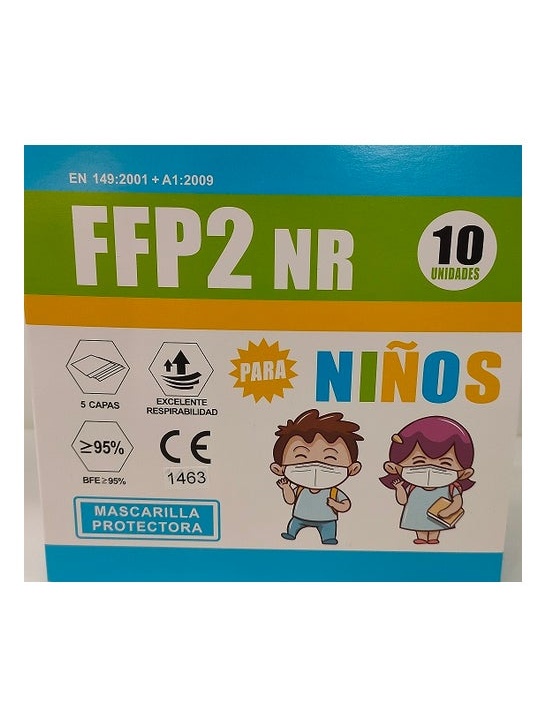 EN 149:2001 + A1:2009
FFP2 NR
10
UNIDADES
PARA
NIÑOS
5 CAPAS
EXCELENTE
RESPIRABILIDAD
≥95%
BFE≥95%
CE
1463
MASCARILLA
PROTECTORA